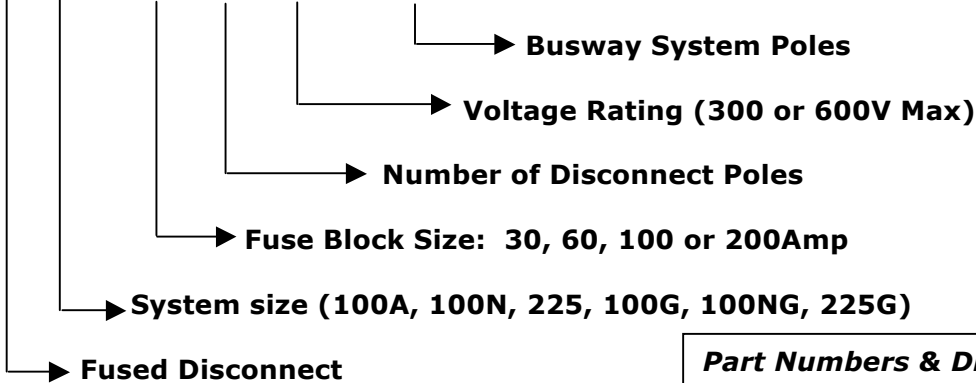 Busway System Poles
Voltage Rating (300 or 600V Max)
Number of Disconnect Poles
Fuse Block Size: 30, 60, 100 or 200Amp
System size (100A, 100N, 225, 100G, 100NG, 225G)
Fused Disconnect
Part Numbers &